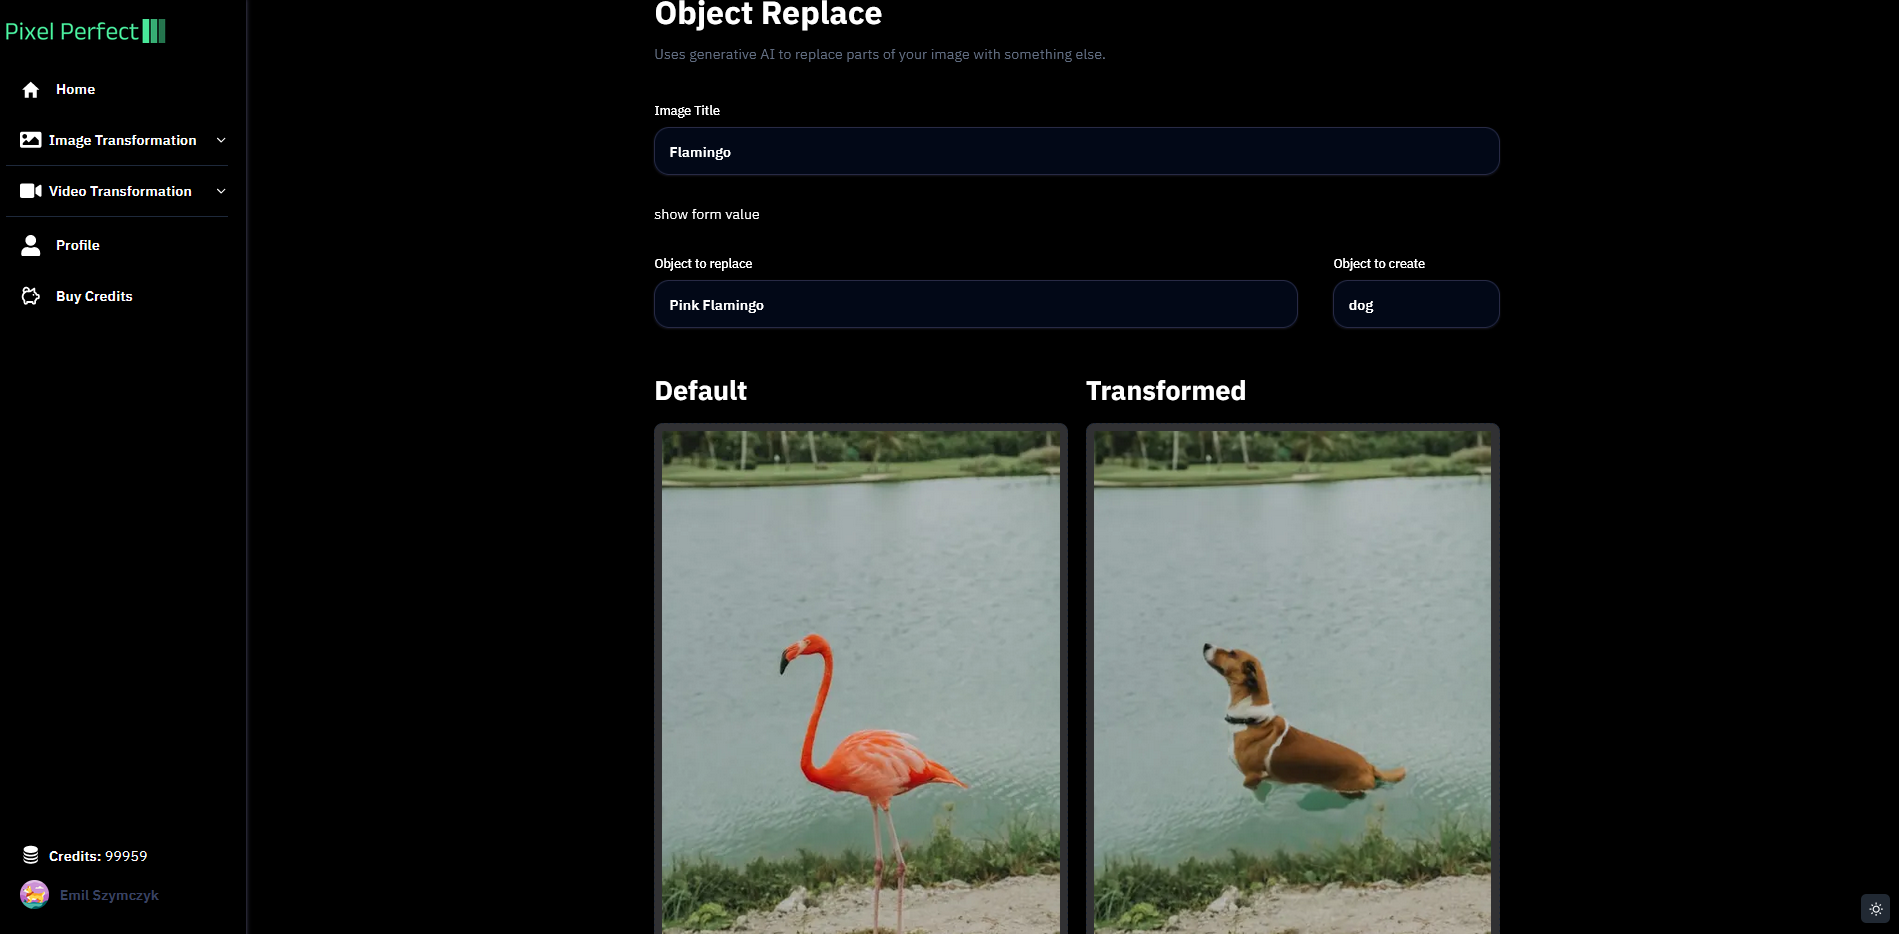 Pixel Perfect
Home
Image Transformation
Video Transformation
Profile
Buy Credits
Credits: 99959
Emil Szymczyk
Object Replace
Uses generative AI to replace parts of your image with something else.
Image Title
Flamingo
show form value
Object to replace
Object to create
Pink Flamingo
dog
Default
Transformed